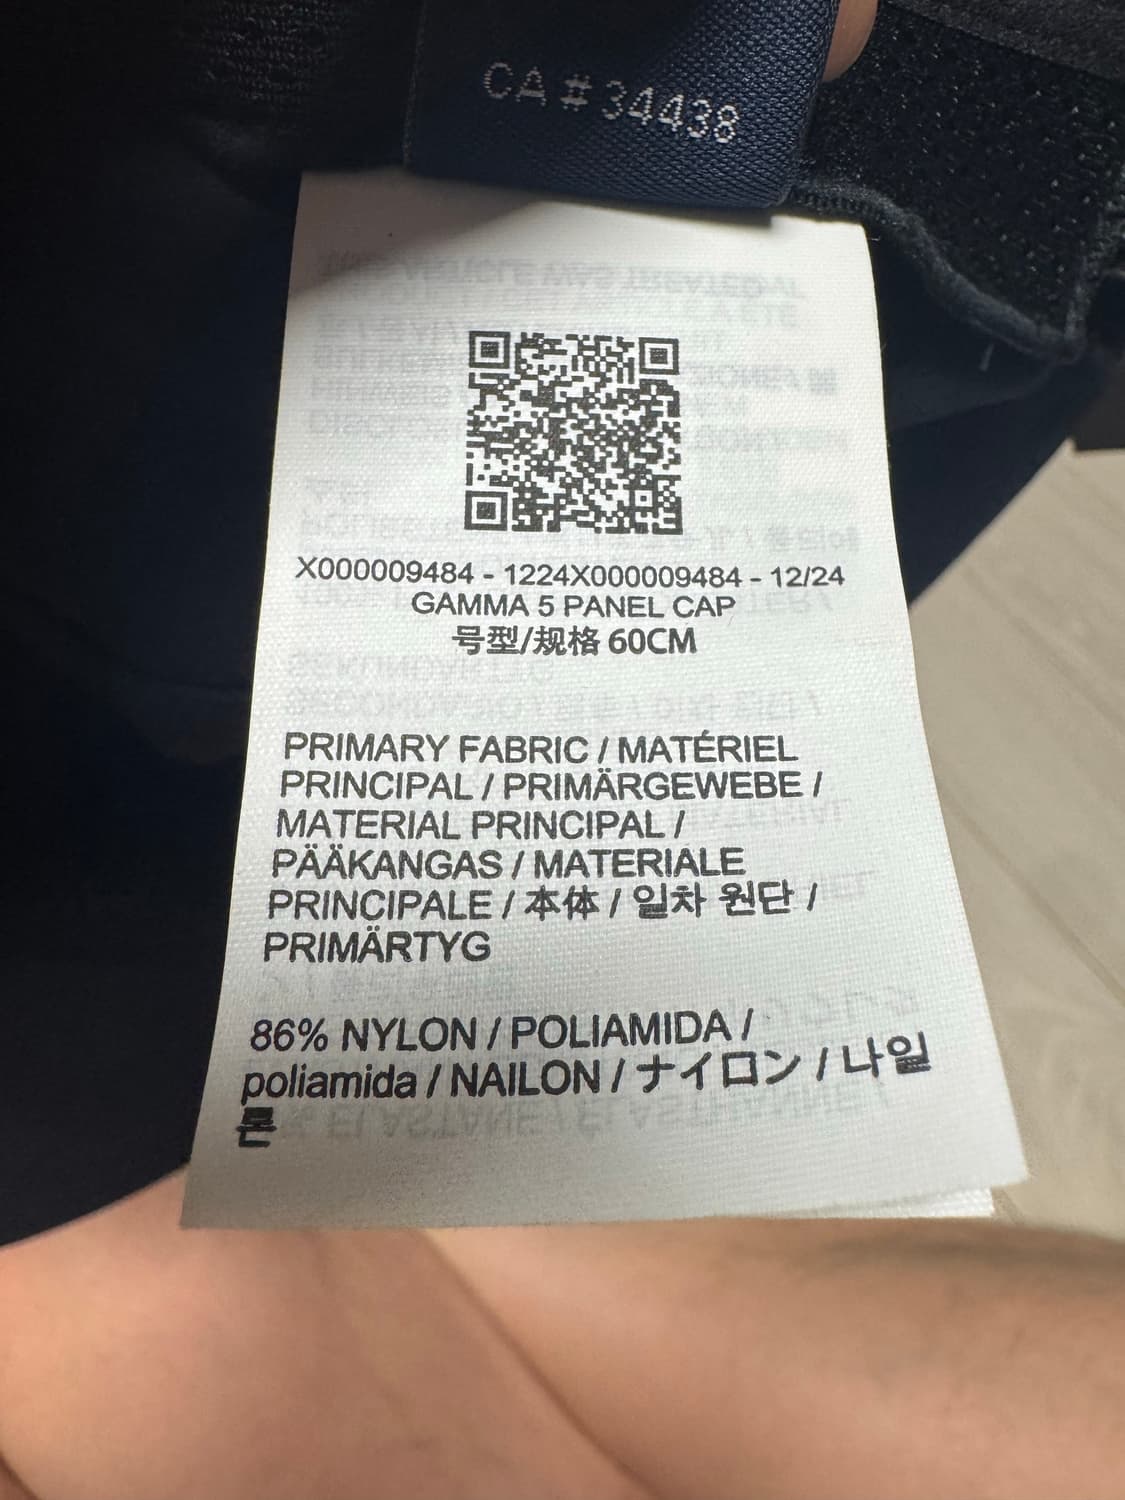 CA#34438
X000009484 - 1224X000009484 - 12/24
GAMMA 5 PANEL CAP
号型/规格 60CM
PRIMARY FABRIC / MATÉRIEL
PRINCIPAL / PRIMÄRGEWEBE /
MATERIAL PRINCIPAL /
PÄÄKANGAS / MATERIALE
PRINCIPALE / 本体 / 일차 원단 /
PRIMÄRTYG
86% NYLON / POLIAMIDA /
poliamida / NAILON / ナイロン / 나일
론